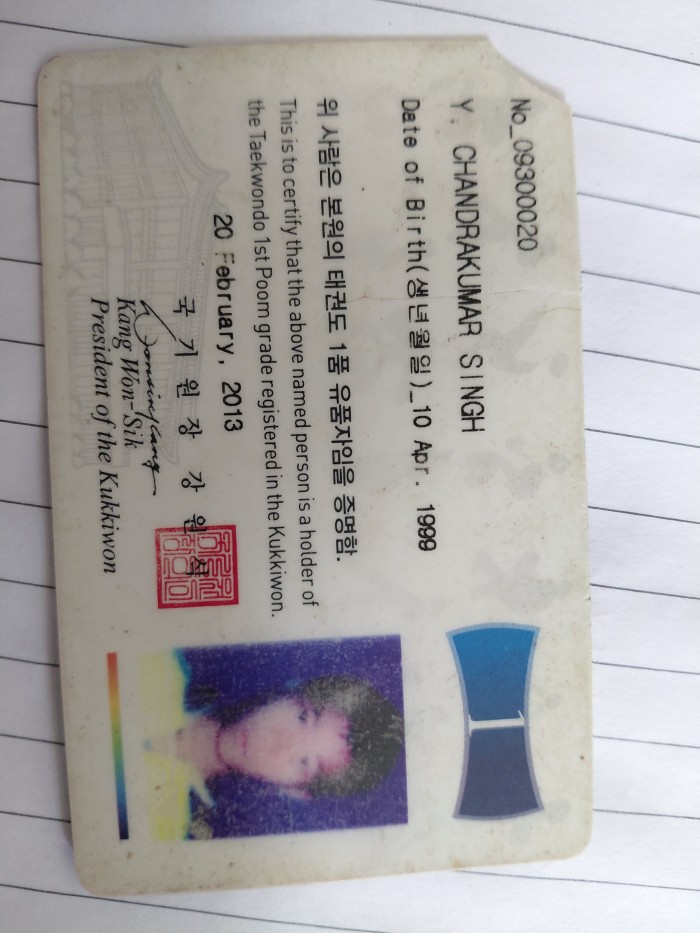 No_09300020
Y. CHANDRAKUMAR SINGH
Date of Birth(생년월일)_10 Apr. 1999
위 사람은 본원의 태권도 1품 유품자임을 증명함.
This is to certify that the above named person is a holder of
the Taekwondo 1st Poom grade registered in the Kukkiwon.
20 February, 2013
국 기 원 장 강 원 식
Kang Won-Sik
President of the Kukkiwon
1